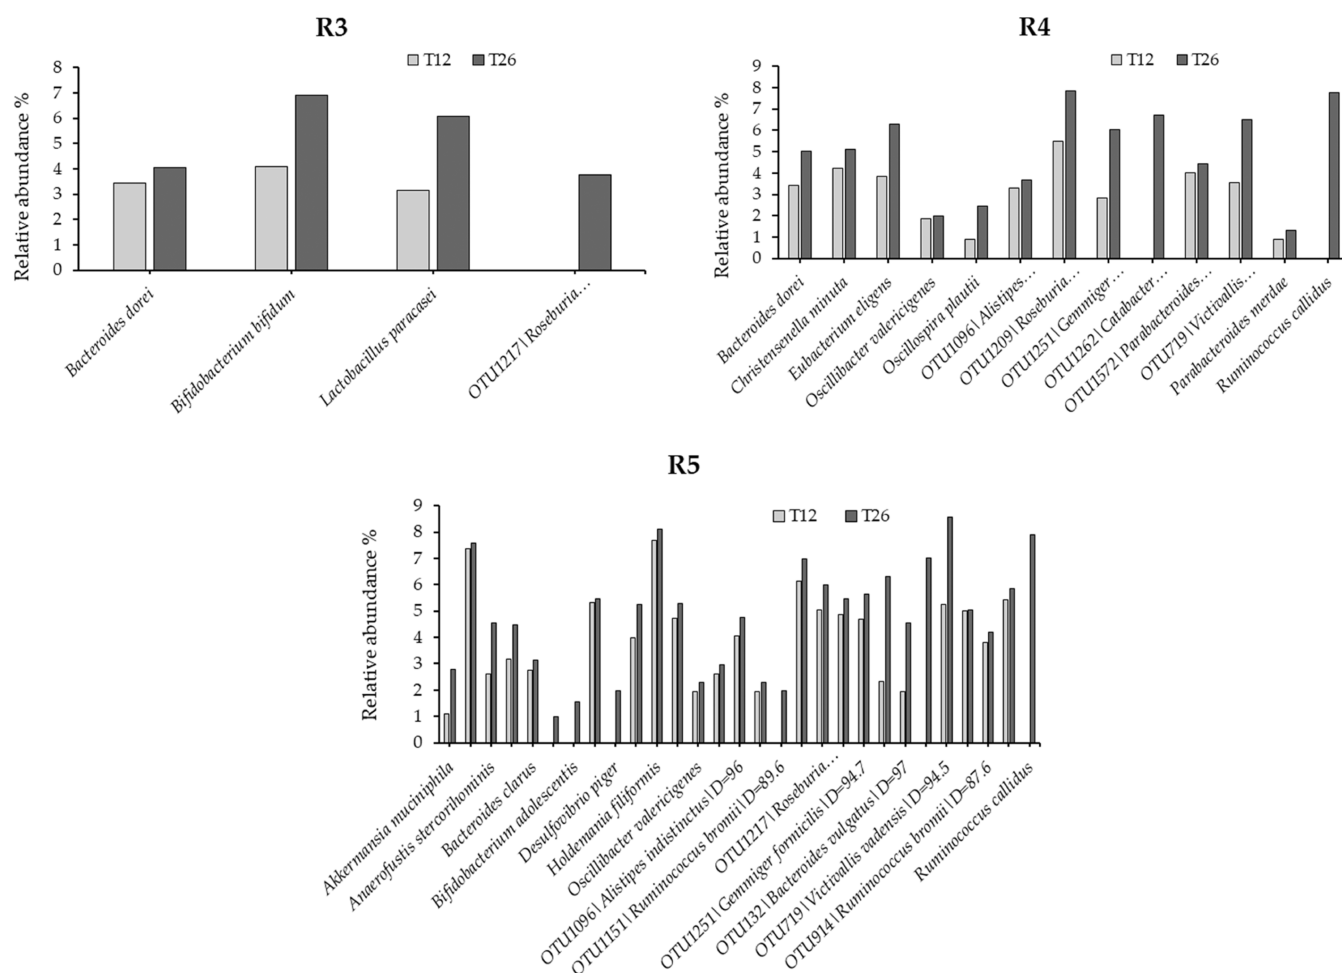 R3
T12 T26
Relative abundance %
8
7
6
5
4
3
2
1
0
Bacteroides dorei
Bifidobacterium bifidum
Lactobacillus paracasei
OTU1217|Roseburia…
R4
T12 T26
Relative abundance %
9
8
7
6
5
4
3
2
1
0
Bacteroides dorei
Christensenella minuta
Eubacterium eligens
Oscillibacter valericigenes
Oscillospira plautii
OTU1096|Alistipes…
OTU1209|Roseburia…
OTU1251|Gemmiger…
OTU1262|Catabacter…
OTU1572|Parabacteroides…
OTU719|Victivallis…
Parabacteroides merdae
Ruminococcus callidus
R5
T12 T26
Relative abundance %
9
8
7
6
5
4
3
2
1
0
Akkermansia muciniphila
Anaerofustis stercorihominis
Bacteroides clarus
Bifidobacterium adolescentis
Desulfovibrio piger
Holdemania filiformis
Oscillibacter valericigenes
OTU1096|Alistipes indistinctus|D=96
OTU1151|Ruminococcus bromii|D=89.6
OTU1217|Roseburia…
OTU1251|Gemmiger formicilis|D=94.7
OTU132|Bacteroides vulgatus|D=97
OTU719|Victivallis vadensis|D=94.5
OTU914|Ruminococcus bromii|D=87.6
Ruminococcus callidus